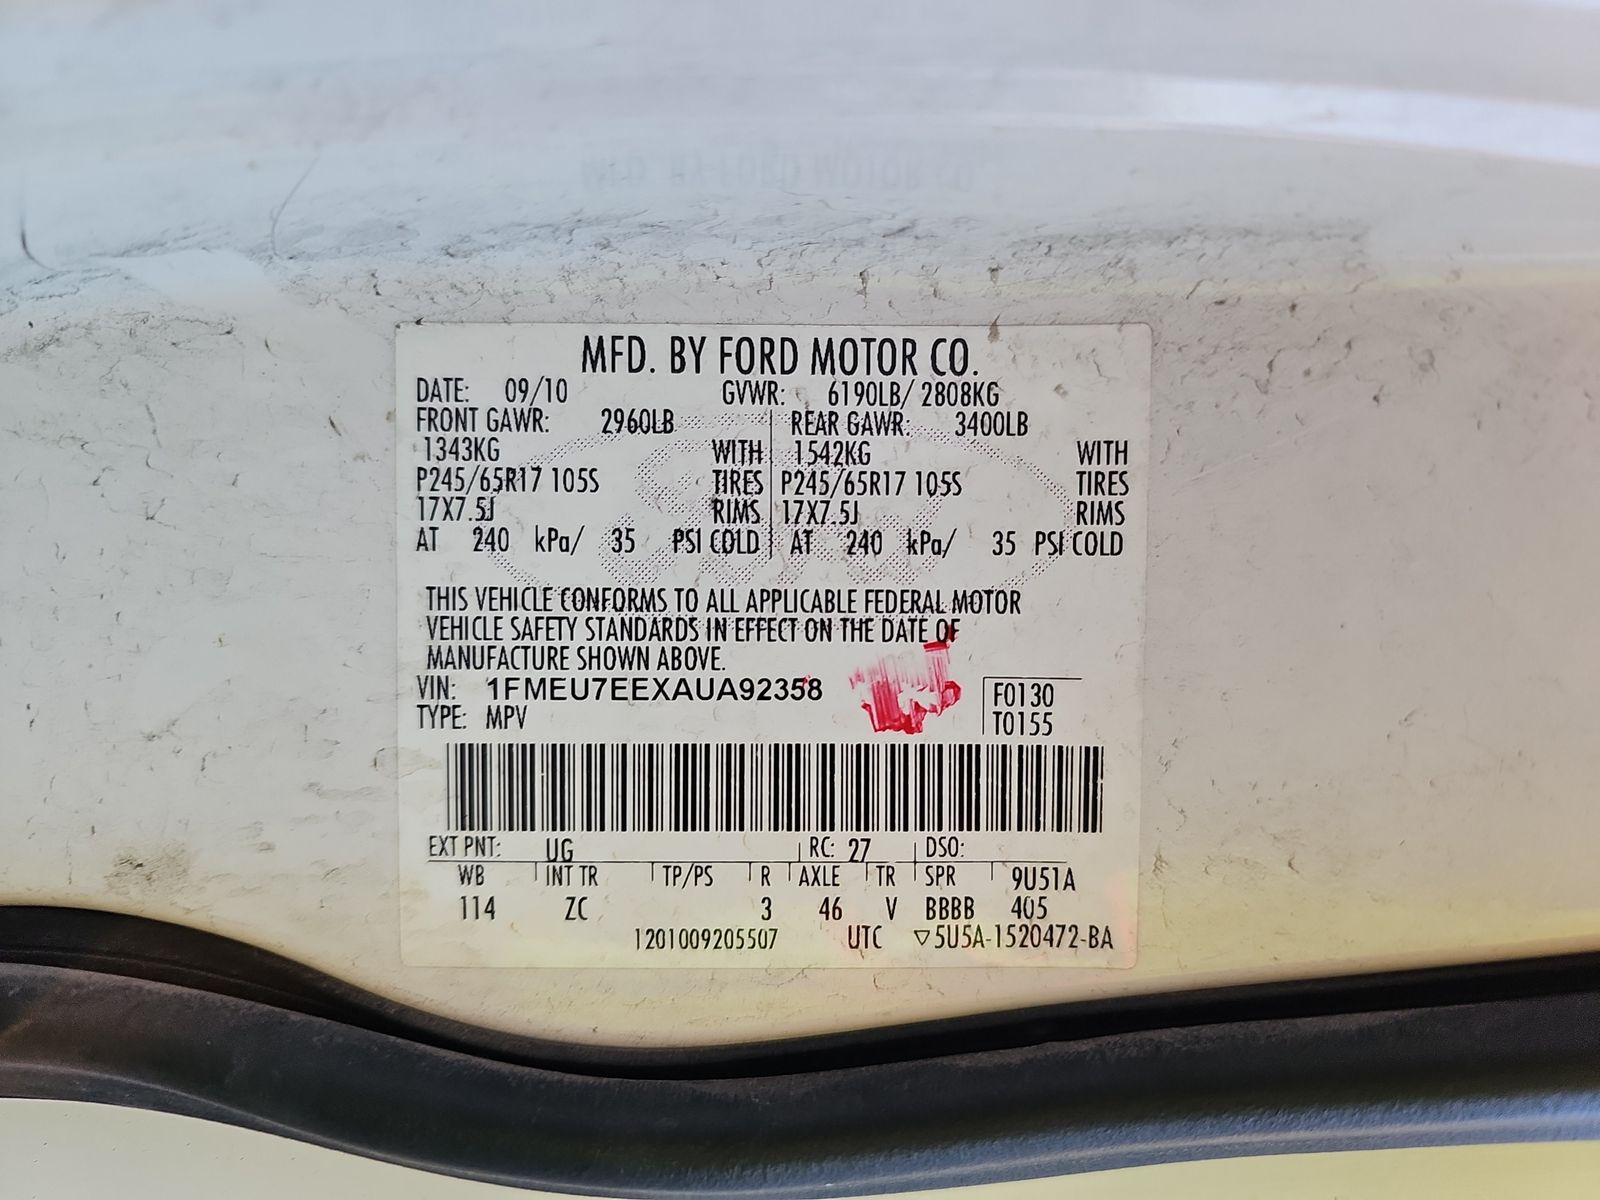 MFD. BY FORD MOTOR CO.
DATE: 09/10 GVWR: 6190LB/ 2808KG
FRONT GAWR: 2960LB REAR GAWR: 3400LB
1343KG WITH 1542KG WITH
P245/65R17 105S TIRES P245/65R17 105S TIRES
17X7.5J RIMS 17X7.5J RIMS
AT 240 kPa/ 35 PSI COLD AT 240 kPa/ 35 PSI COLD
THIS VEHICLE CONFORMS TO ALL APPLICABLE FEDERAL MOTOR
VEHICLE SAFETY STANDARDS IN EFFECT ON THE DATE OF
MANUFACTURE SHOWN ABOVE.
VIN: 1FMEU7EEXAUA92358 F0130
TYPE: MPV T0155
EXT PNT: UG RC: 27 DSO:
WB INT TR TP/PS R AXLE TR SPR 9U51A
114 ZC 3 46 V BBBB 405
1201009205507 UTC ▽5U5A-1520472-BA